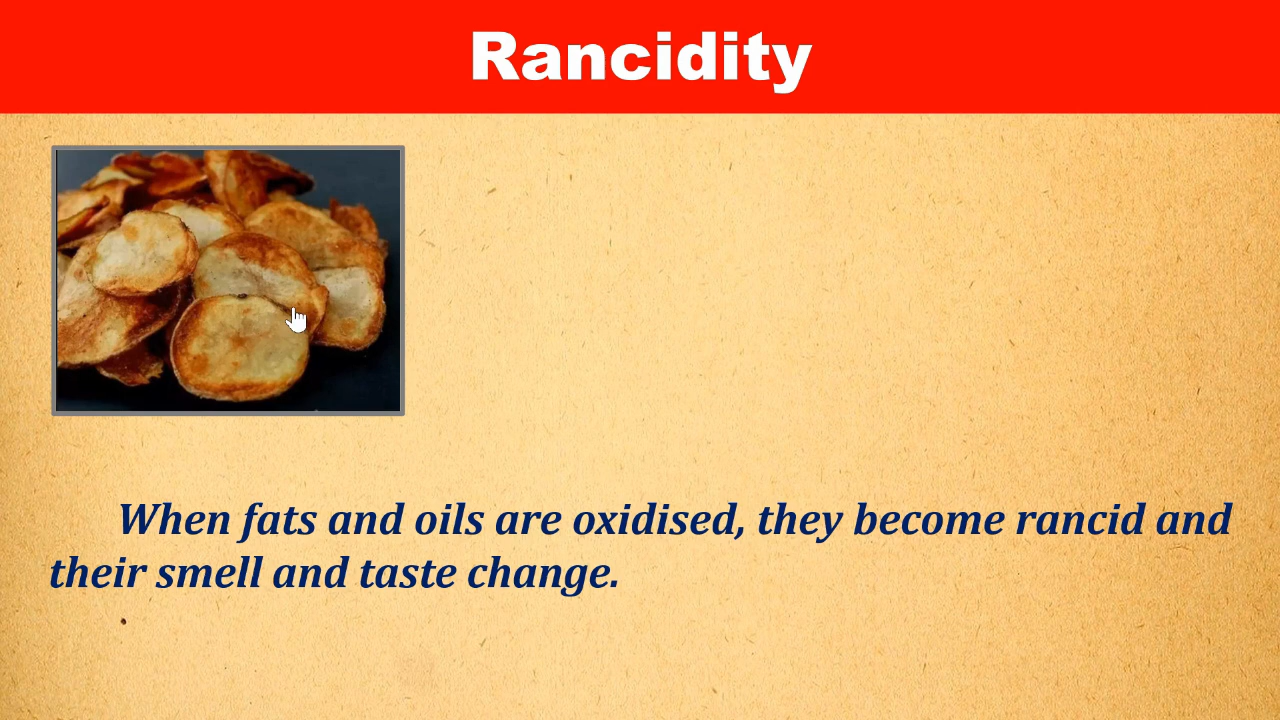 Rancidity
When fats and oils are oxidised, they become rancid and
their smell and taste change.